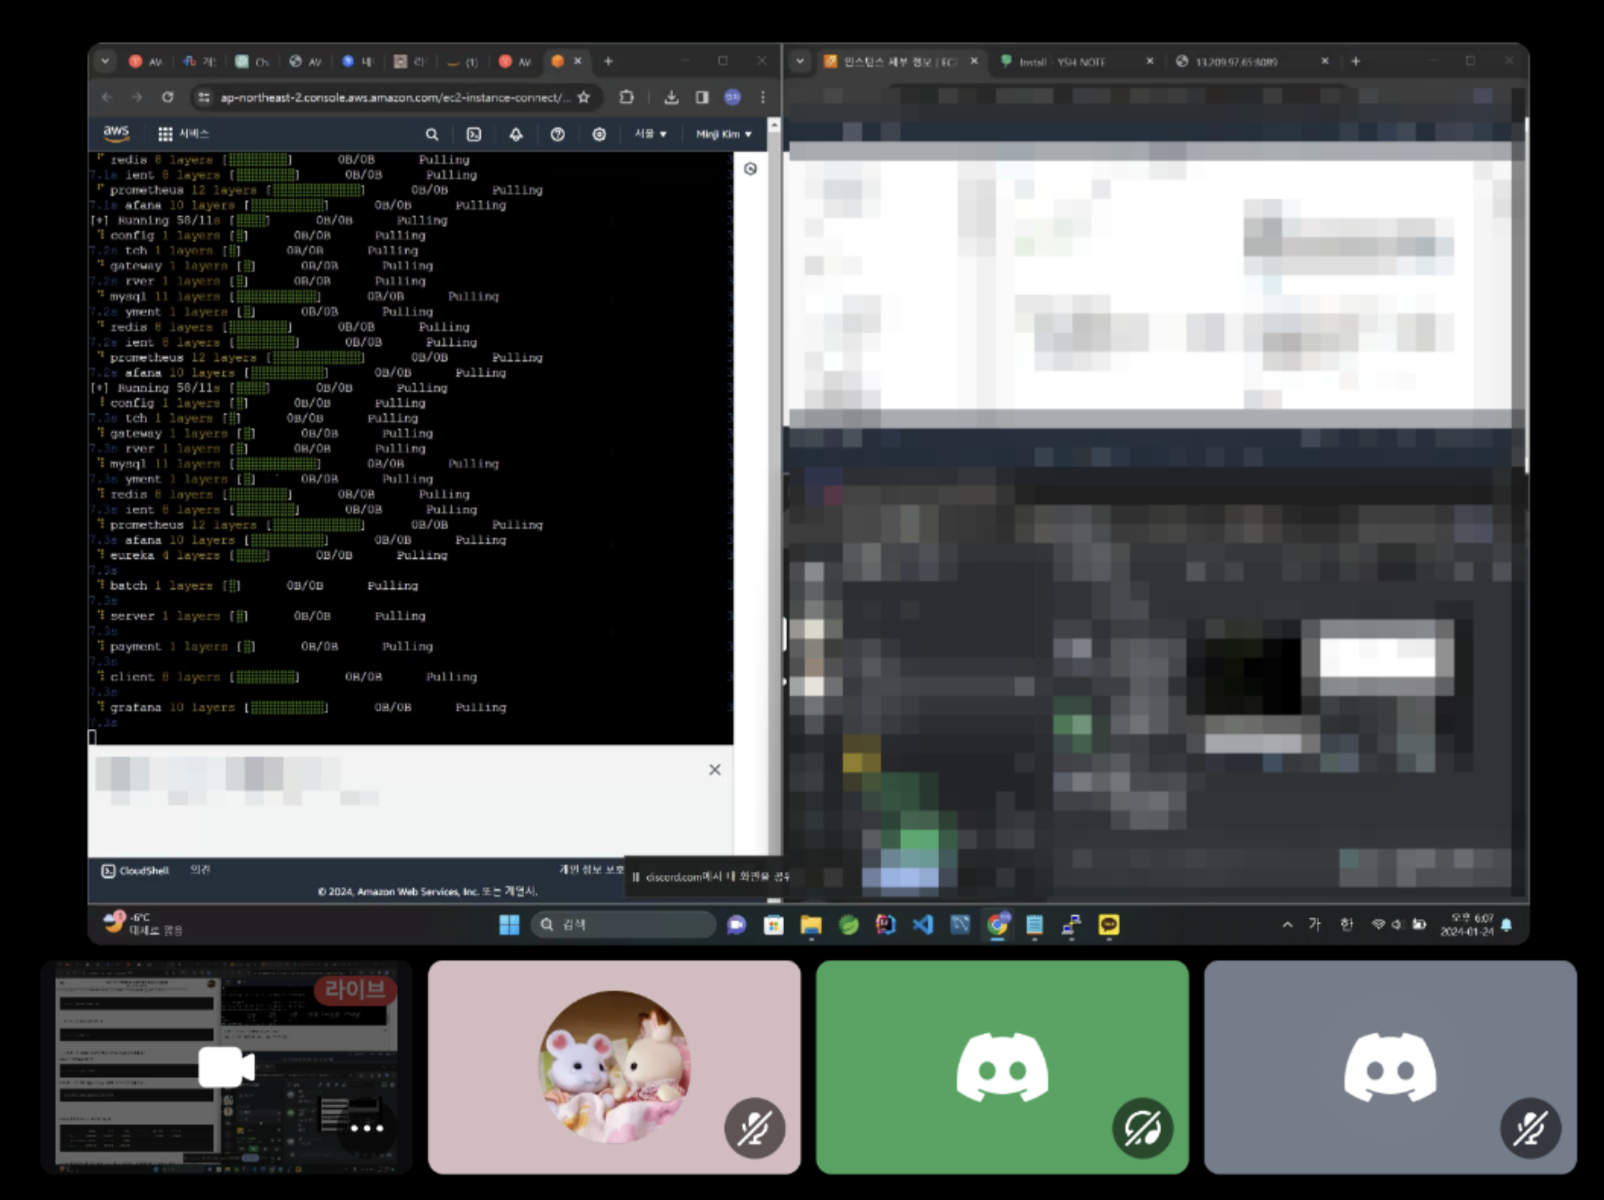 (1)
인스턴스 세부 정보 | EC2
Install - YSH NOTE
13.209.97.65:8089
ap-northeast-2.console.aws.amazon.com/ec2-instance-connect/...
aws
서비스
서울
Minji Kim
redis 8 layers [] 0B/0B Pulling
7.1s ient 8 layers [] 0B/0B Pulling
prometheus 12 layers [] 0B/0B Pulling
7.1s afana 10 layers [] 0B/0B Pulling
[+] Running 58/11s [] 0B/0B Pulling
config 1 layers [] 0B/0B Pulling
7.2s tch 1 layers [] 0B/0B Pulling
gateway 1 layers [] 0B/0B Pulling
7.2s rver 1 layers [] 0B/0B Pulling
mysql 11 layers [] 0B/0B Pulling
7.2s yment 1 layers [] 0B/0B Pulling
redis 8 layers [] 0B/0B Pulling
7.2s ient 8 layers [] 0B/0B Pulling
prometheus 12 layers [] 0B/0B Pulling
7.2s afana 10 layers [] 0B/0B Pulling
[+] Running 58/11s [] 0B/0B Pulling
config 1 layers [] 0B/0B Pulling
7.3s tch 1 layers [] 0B/0B Pulling
gateway 1 layers [] 0B/0B Pulling
7.3s rver 1 layers [] 0B/0B Pulling
mysql 11 layers [] 0B/0B Pulling
7.3s yment 1 layers [] 0B/0B Pulling
redis 8 layers [] 0B/0B Pulling
7.3s ient 8 layers [] 0B/0B Pulling
prometheus 12 layers [] 0B/0B Pulling
7.3s afana 10 layers [] 0B/0B Pulling
eureka 4 layers [] 0B/0B Pulling
7.3s
batch 1 layers [] 0B/0B Pulling
7.3s
server 1 layers [] 0B/0B Pulling
7.3s
payment 1 layers [] 0B/0B Pulling
7.3s
client 8 layers [] 0B/0B Pulling
7.3s
grafana 10 layers [] 0B/0B Pulling
7.3s
CloudShell
의견
개인 정보 보호
discord.com에서 내 화면을 공유
© 2024, Amazon Web Services, Inc. 또는 계열사.
-6°C
대체로 맑음
검색
가
한
오후 6:07
2024-01-24
라이브